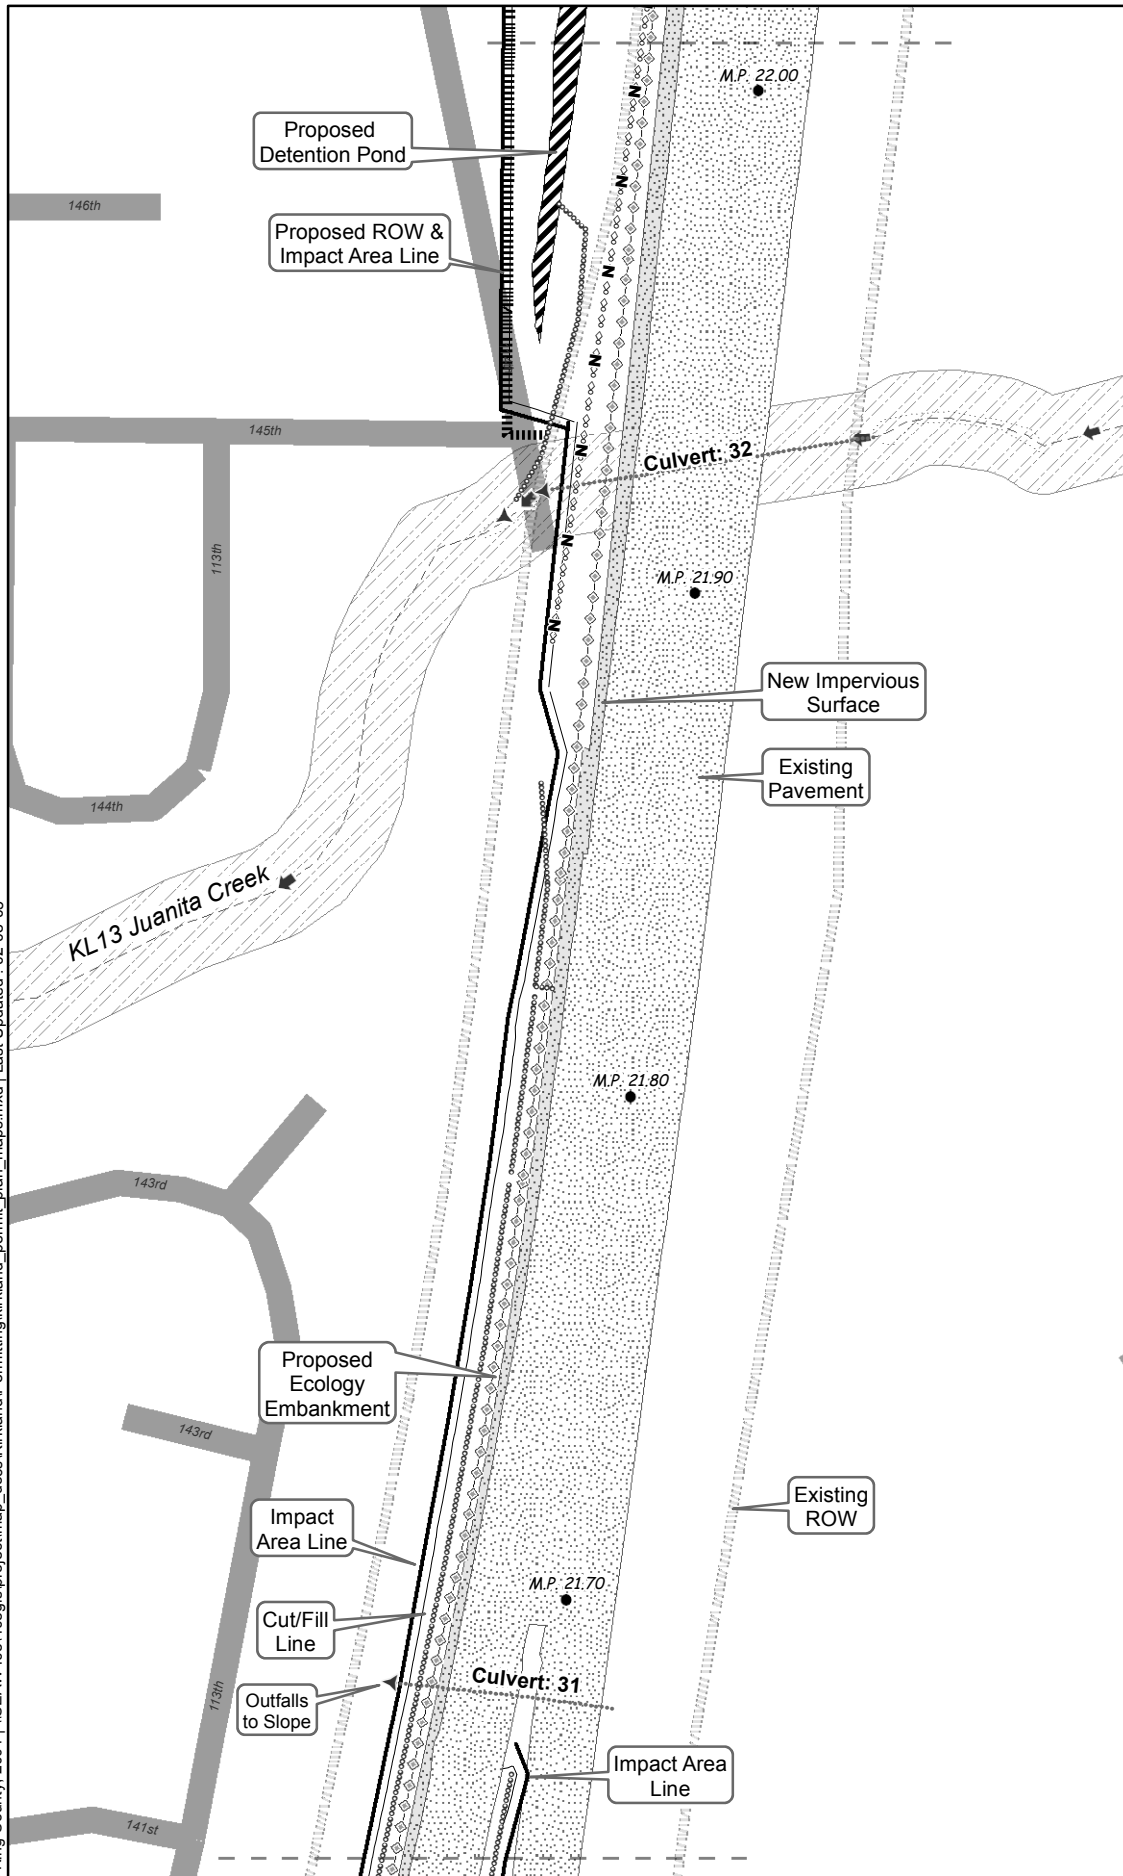 M.P. 22.00
Proposed
Detention Pond
146th
Proposed ROW &
Impact Area Line
N
N
N
N
N
N
N
145th
Culvert: 32
113th
M.P. 21.90
New Impervious
Surface
Existing
Pavement
144th
KL13 Juanita Creek
M.P. 21.80
143rd
Proposed
Ecology
Embankment
143rd
Existing
ROW
Impact
Area Line
M.P. 21.70
Cut/Fill
Line
Culvert: 31
113th
Outfalls
to Slope
Impact Area
Line
141st